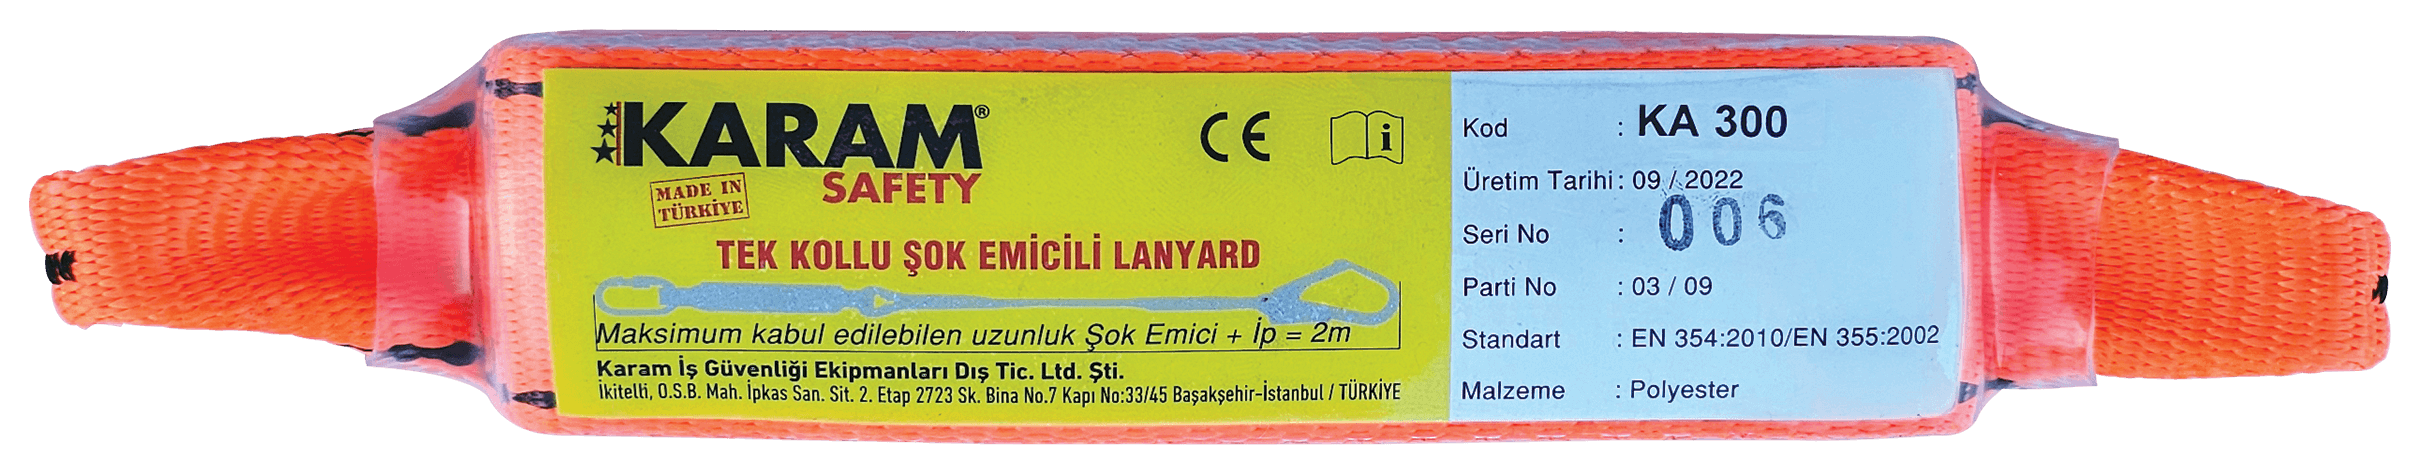 KARAM®
SAFETY
MADE IN
TÜRKİYE
CE
i
TEK KOLLU ŞOK EMİCİLİ LANYARD
Maksimum kabul edilebilen uzunluk Şok Emici + İp = 2m
Karam İş Güvenliği Ekipmanları Dış Tic. Ltd. Şti.
İkitelli, O.S.B. Mah. İpkas San. Sit. 2. Etap 2723 Sk. Bina No.7 Kapı No:33/45 Başakşehir-İstanbul / TÜRKİYE
Kod : KA 300
Üretim Tarihi : 09 / 2022
Seri No : 006
Parti No : 03 / 09
Standart : EN 354:2010/EN 355:2002
Malzeme : Polyester